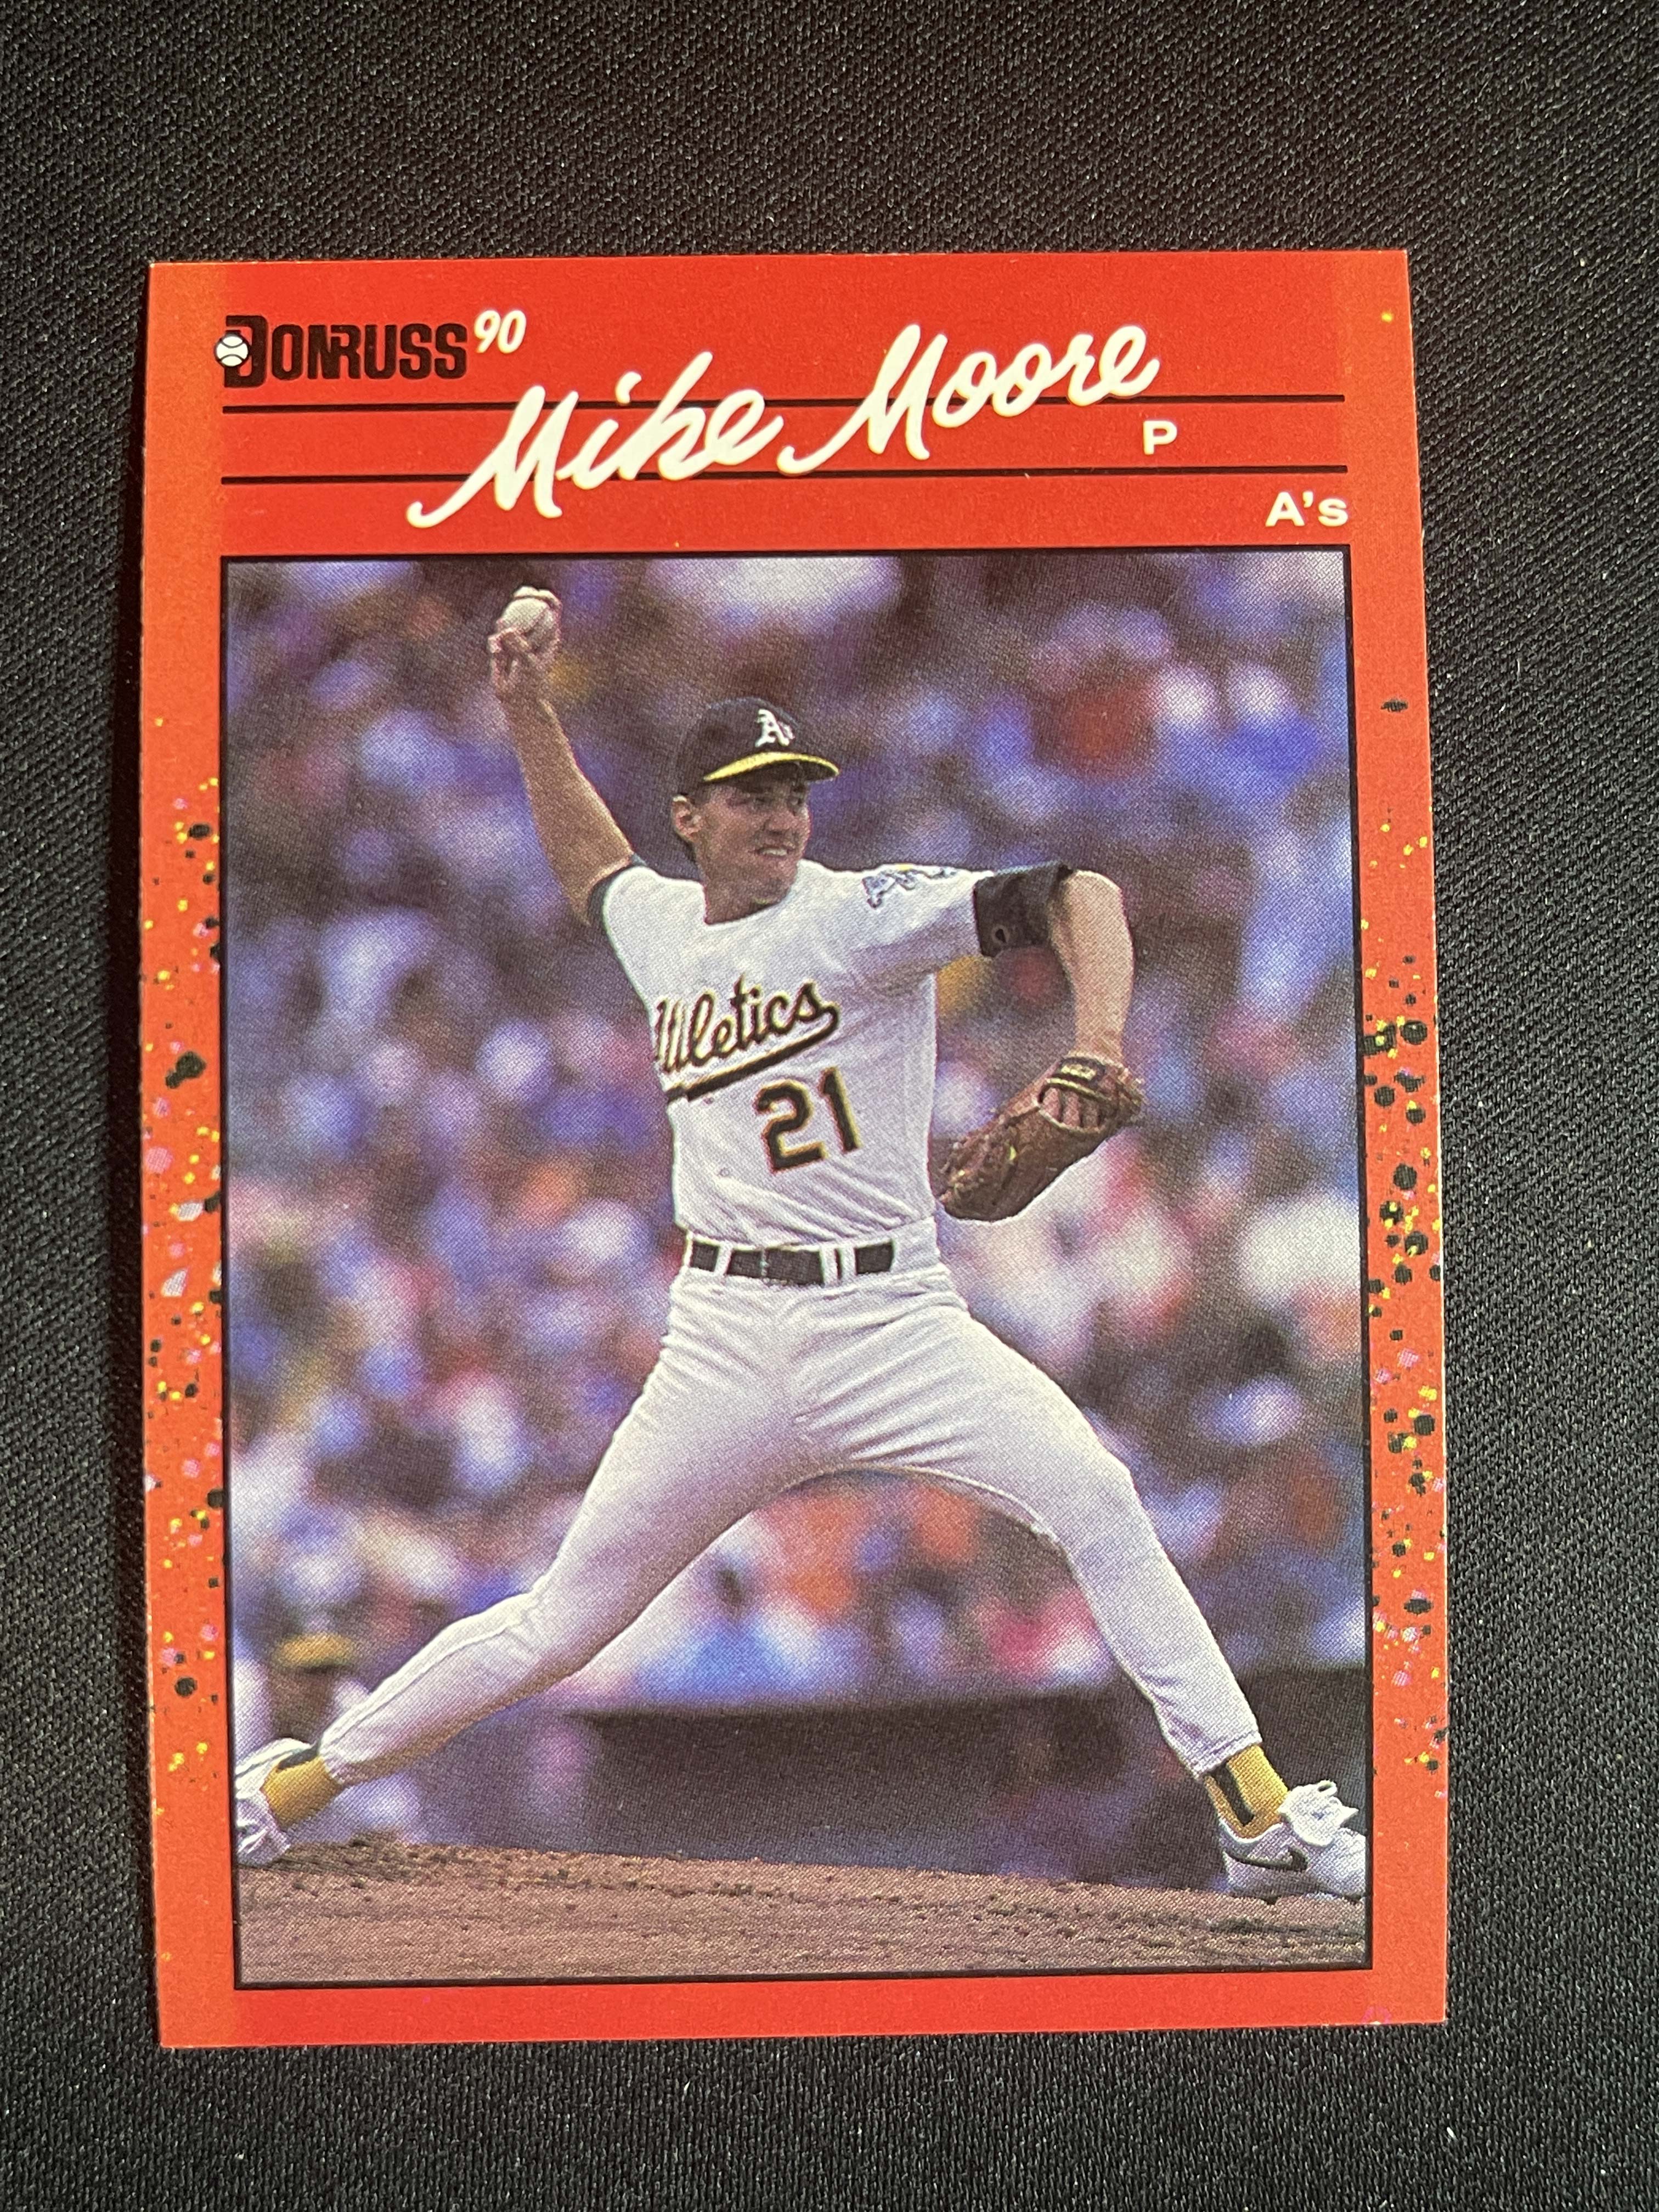 DONRUSS 90
Mike Moore
P
A's
A's
Athletics
21